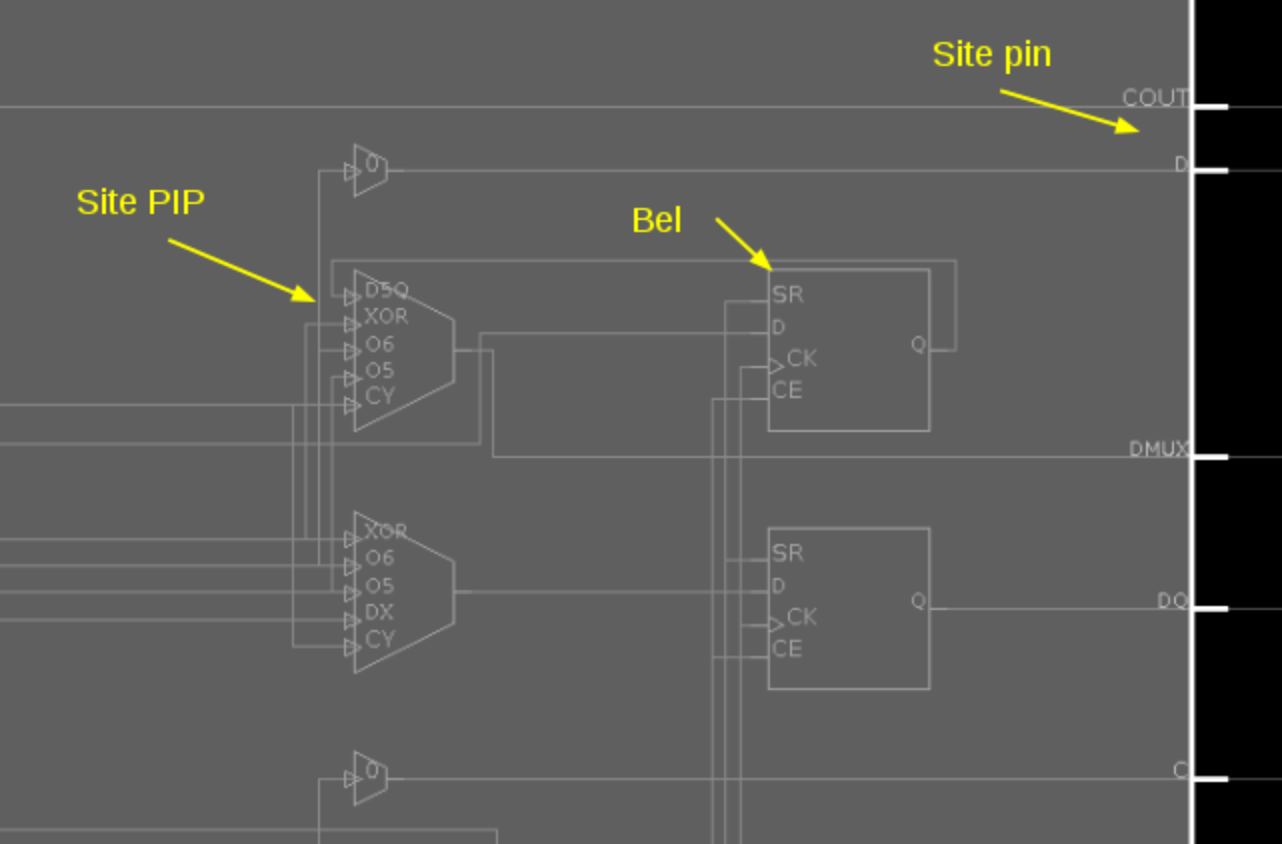 Site pin
COUT
0
D
Site PIP
Bel
D5Q
XOR
O6
O5
CY
SR
D
CK
CE
Q
DMUX
XOR
O6
O5
DX
CY
SR
D
CK
CE
Q
DQ
0
C